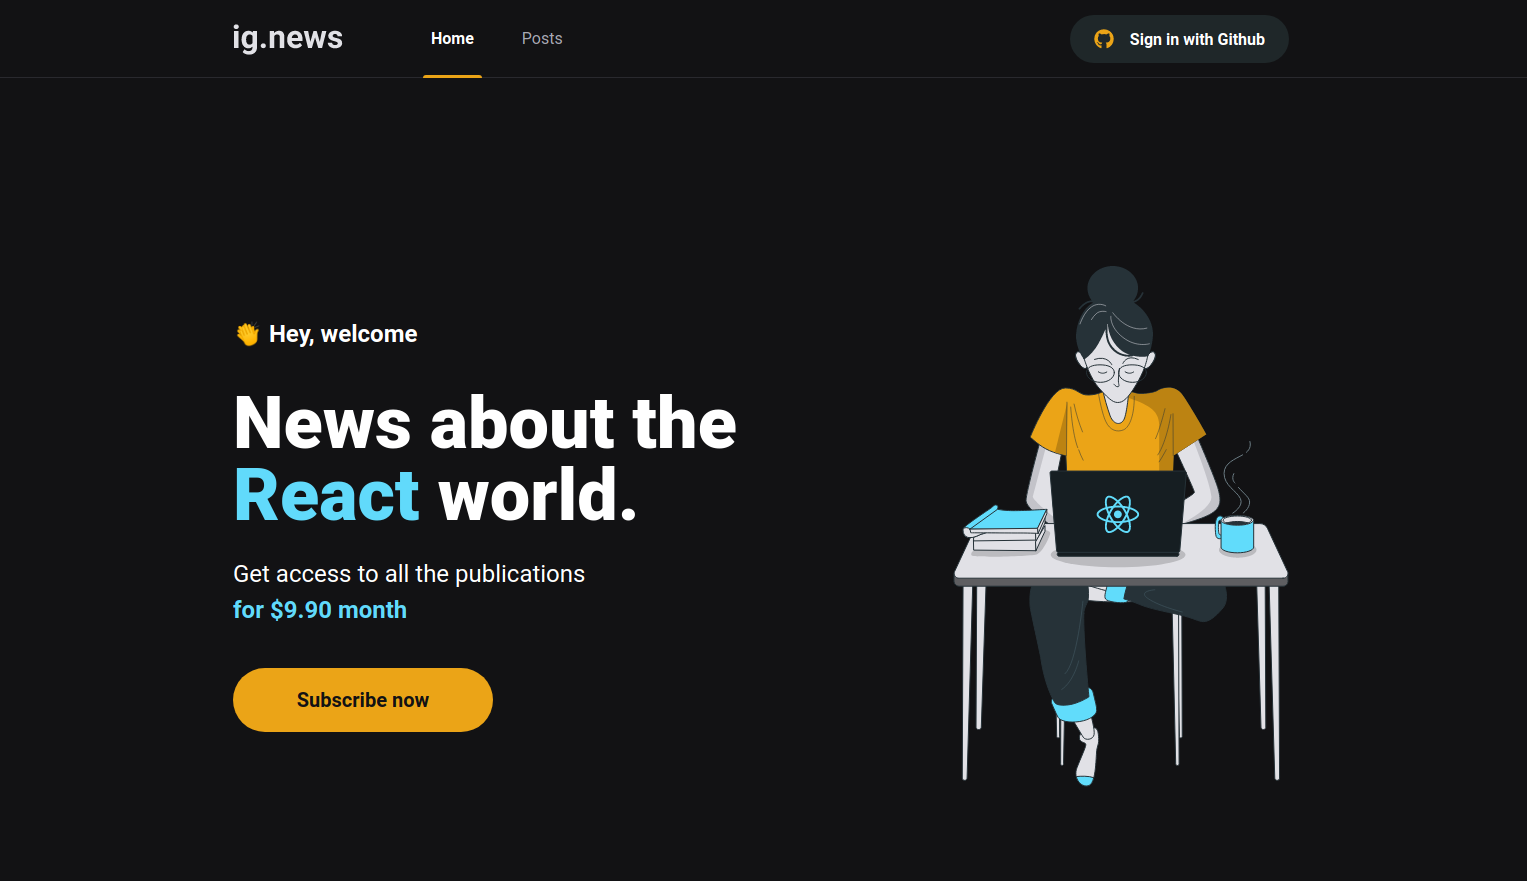 ig.news
Home
Posts
Sign in with Github
👏 Hey, welcome
News about the
React world.
Get access to all the publications
for $9.90 month
Subscribe now